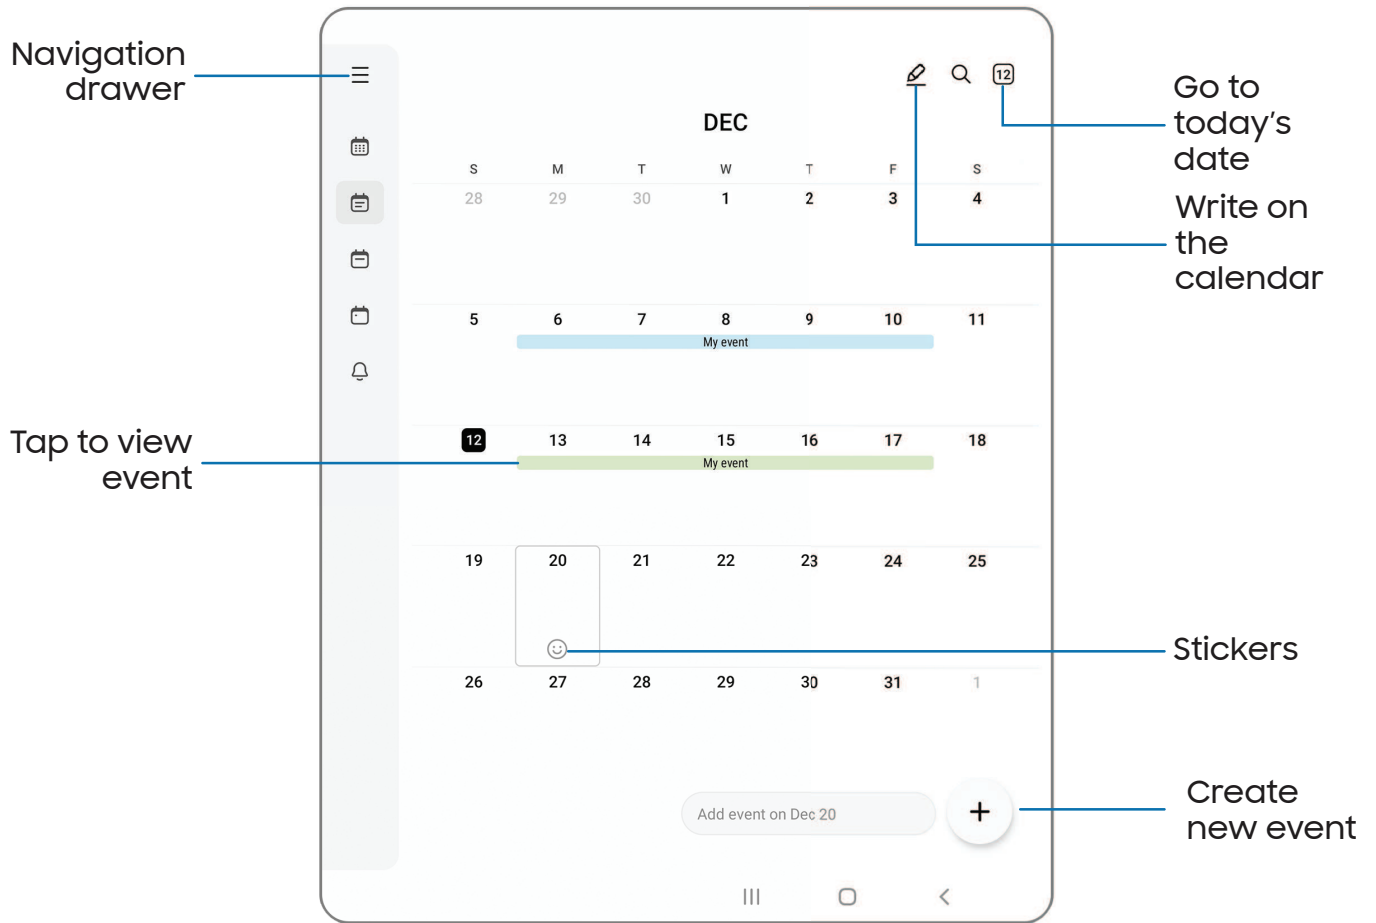 Navigation
drawer
12
Go to
today's
date
DEC
S M T W T F S
28 29 30 1 2 3 4
Write on
the
calendar
5 6 7 8 9 10 11
My event
Tap to view
event
12 13 14 15 16 17 18
My event
19 20 21 22 23 24 25
Stickers
26 27 28 29 30 31 1
Add event on Dec 20
+
Create
new event